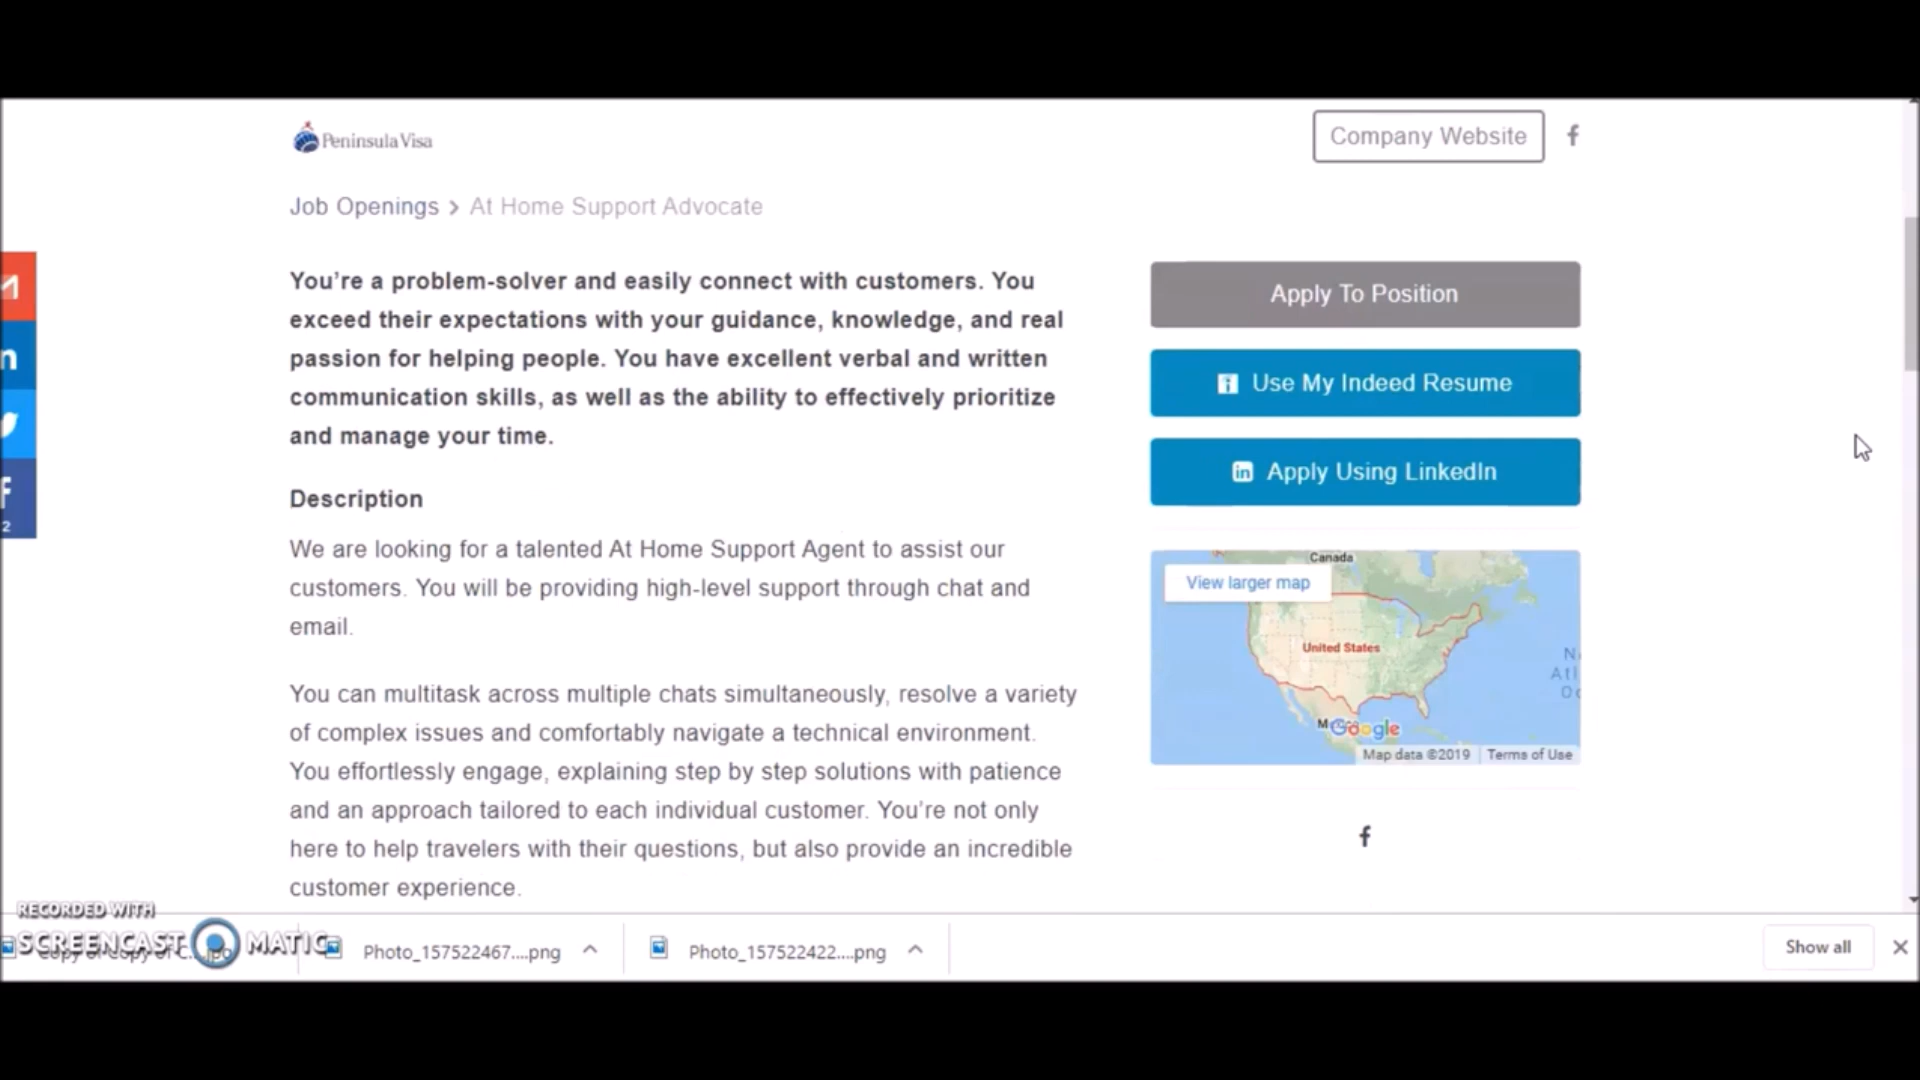 Peninsula Visa
Company Website
Job Openings > At Home Support Advocate
You're a problem-solver and easily connect with customers. You
exceed their expectations with your guidance, knowledge, and real
passion for helping people. You have excellent verbal and written
communication skills, as well as the ability to effectively prioritize
and manage your time.
Description
We are looking for a talented At Home Support Agent to assist our
customers. You will be providing high-level support through chat and
email.
You can multitask across multiple chats simultaneously, resolve a variety
of complex issues and comfortably navigate a technical environment.
You effortlessly engage, explaining step by step solutions with patience
and an approach tailored to each individual customer. You're not only
here to help travelers with their questions, but also provide an incredible
customer experience.
Apply To Position
Use My Indeed Resume
in Apply Using LinkedIn
Canada
View larger map
United States
Google
Map data ©2019 Terms of Use
2
RECORDED WITH
SCREENCAST MATIC
Photo_157522467....png
Photo_157522422....png
Show all